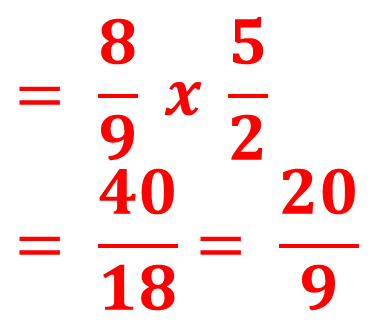 = 8/9 x 5/2
= 40/18 = 20/9